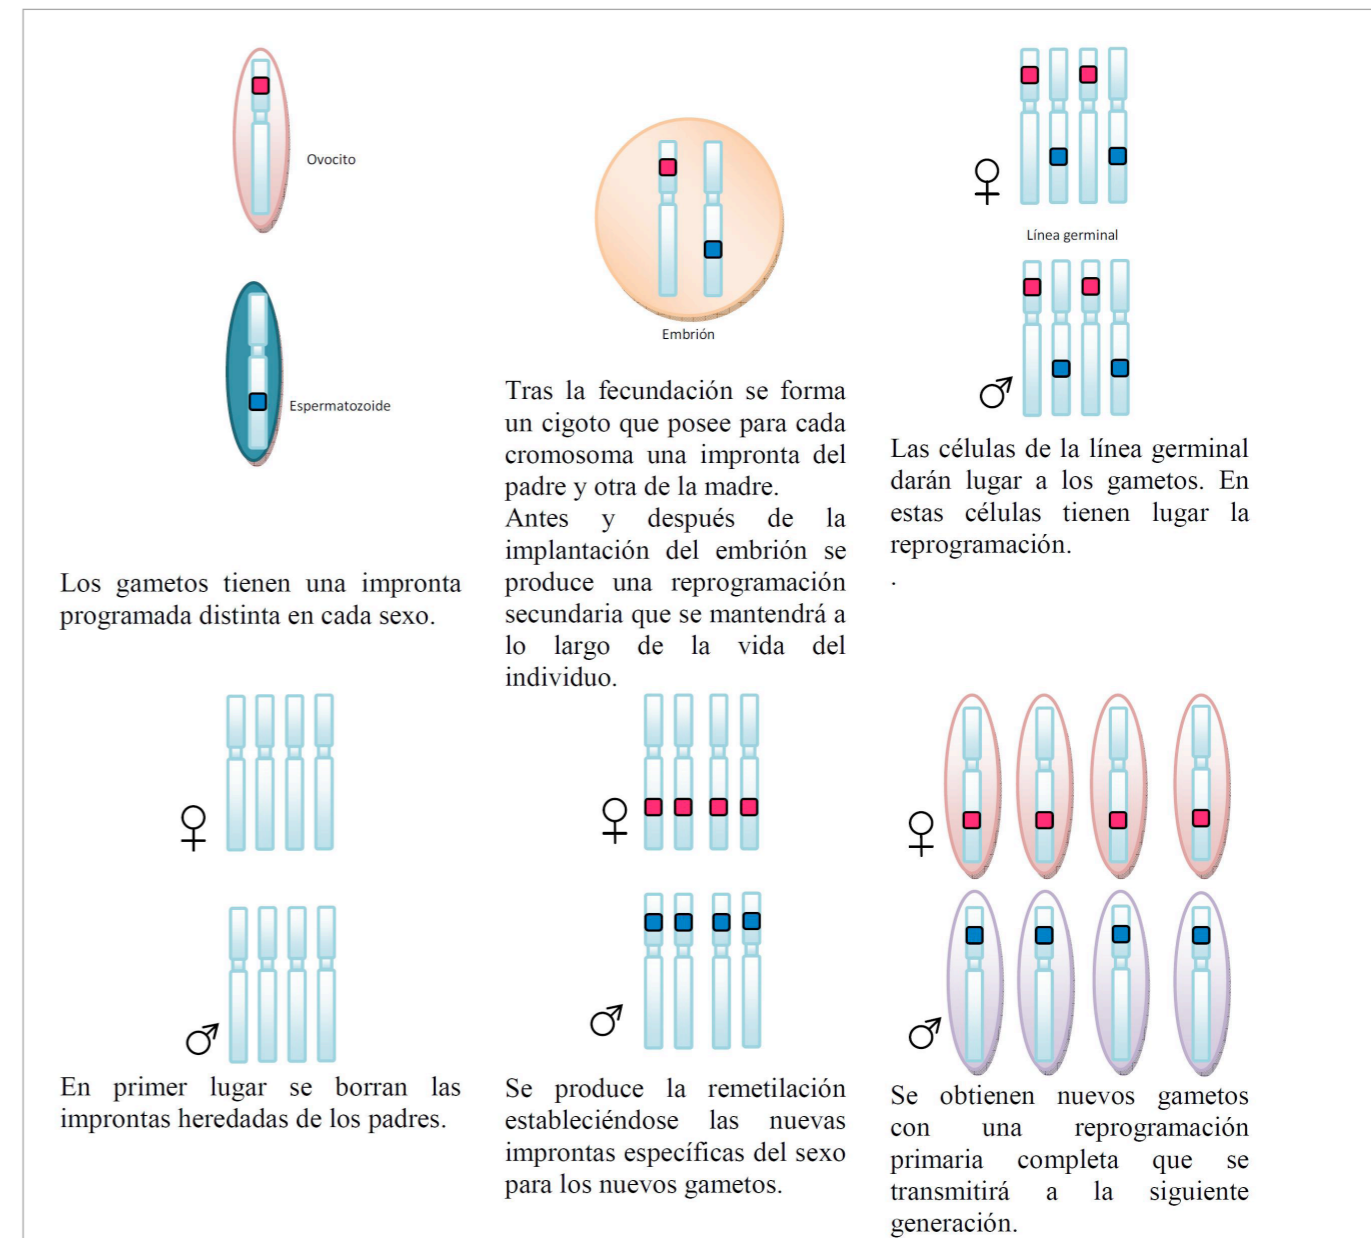 Ovocito
Espermatozoide
Los gametos tienen una impronta
programada distinta en cada sexo.
Embrión
Tras la fecundación se forma
un cigoto que posee para cada
cromosoma una impronta del
padre y otra de la madre.
Antes y después de la
implantación del embrión se
produce una reprogramación
secundaria que se mantendrá a
lo largo de la vida del
individuo.
♀
Línea germinal
♂
Las células de la línea germinal
darán lugar a los gametos. En
estas células tienen lugar la
reprogramación.
.
♀
♂
En primer lugar se borran las
improntas heredadas de los padres.
♀
♂
Se produce la remetilación
estableciéndose las nuevas
improntas específicas del sexo
para los nuevos gametos.
♀
♂
Se obtienen nuevos gametos
con una reprogramación
primaria completa que se
transmitirá a la siguiente
generación.